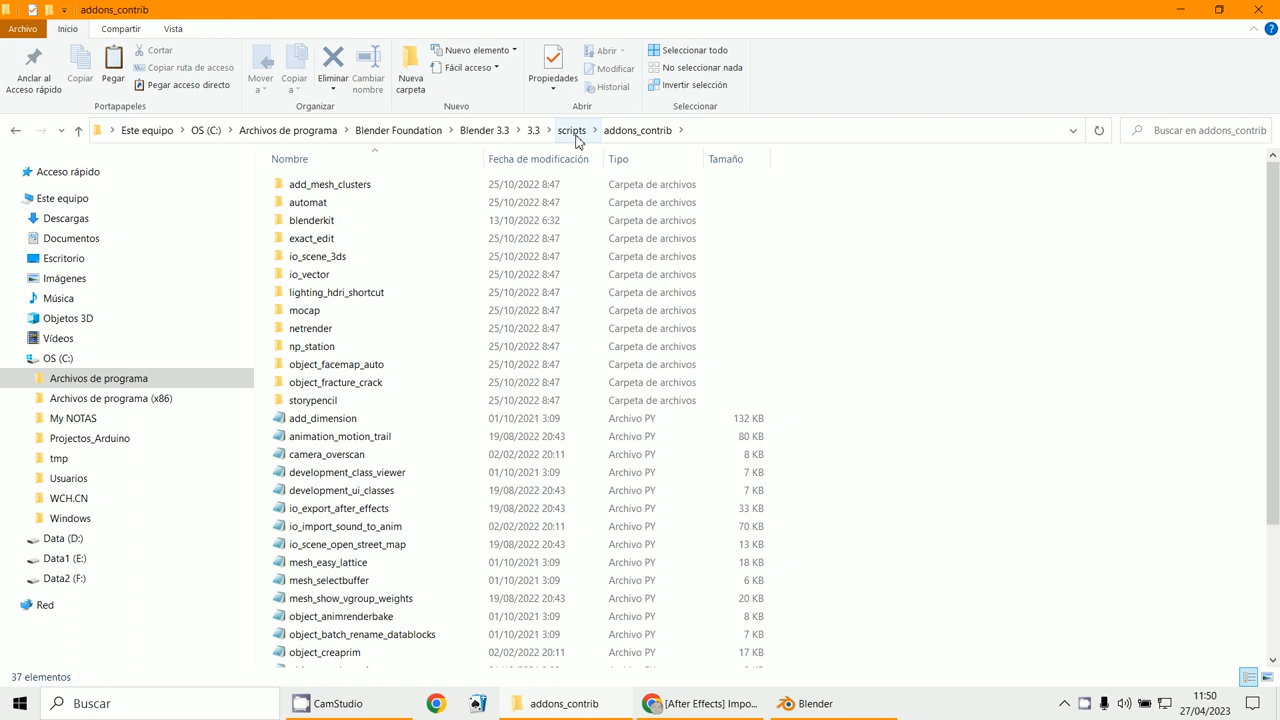 addons_contrib
Archivo Inicio Compartir Vista
Anclar al Acceso rápido
Copiar
Pegar
Cortar
Copiar ruta de acceso
Pegar acceso directo
Portapapeles
Mover a
Copiar a
Eliminar
Cambiar nombre
Organizar
Nueva carpeta
Nuevo elemento
Fácil acceso
Nuevo
Propiedades
Abrir
Modificar
Historial
Abrir
Seleccionar todo
No seleccionar nada
Invertir selección
Seleccionar
Este equipo > OS (C:) > Archivos de programa > Blender Foundation > Blender 3.3 > 3.3 > scripts > addons_contrib >
Buscar en addons_contrib
Acceso rápido
Este equipo
Descargas
Documentos
Escritorio
Imágenes
Música
Objetos 3D
Vídeos
OS (C:)
Archivos de programa
Archivos de programa (x86)
My NOTAS
Projectos_Arduino
tmp
Usuarios
WCH.CN
Windows
Data (D:)
Data1 (E:)
Data2 (F:)
Red
Nombre Fecha de modificación Tipo Tamaño
add_mesh_clusters 25/10/2022 8:47 Carpeta de archivos
automat 25/10/2022 8:47 Carpeta de archivos
blenderkit 13/10/2022 6:32 Carpeta de archivos
exact_edit 25/10/2022 8:47 Carpeta de archivos
io_scene_3ds 25/10/2022 8:47 Carpeta de archivos
io_vector 25/10/2022 8:47 Carpeta de archivos
lighting_hdri_shortcut 25/10/2022 8:47 Carpeta de archivos
mocap 25/10/2022 8:47 Carpeta de archivos
netrender 25/10/2022 8:47 Carpeta de archivos
np_station 25/10/2022 8:47 Carpeta de archivos
object_facemap_auto 25/10/2022 8:47 Carpeta de archivos
object_fracture_crack 25/10/2022 8:47 Carpeta de archivos
storypencil 25/10/2022 8:47 Carpeta de archivos
add_dimension 01/10/2021 3:09 Archivo PY 132 KB
animation_motion_trail 19/08/2022 20:43 Archivo PY 80 KB
camera_overscan 02/02/2022 20:11 Archivo PY 8 KB
development_class_viewer 01/10/2021 3:09 Archivo PY 7 KB
development_ui_classes 19/08/2022 20:43 Archivo PY 7 KB
io_export_after_effects 19/08/2022 20:43 Archivo PY 33 KB
io_import_sound_to_anim 02/02/2022 20:11 Archivo PY 70 KB
io_scene_open_street_map 19/08/2022 20:43 Archivo PY 13 KB
mesh_easy_lattice 01/10/2021 3:09 Archivo PY 18 KB
mesh_selectbuffer 01/10/2021 3:09 Archivo PY 6 KB
mesh_show_vgroup_weights 19/08/2022 20:43 Archivo PY 20 KB
object_animrenderbake 01/10/2021 3:09 Archivo PY 8 KB
object_batch_rename_datablocks 01/10/2021 3:09 Archivo PY 7 KB
object_creaprim 02/02/2022 20:11 Archivo PY 17 KB
37 elementos
Buscar
CamStudio
addons_contrib
[After Effects] Impo...
Blender
11:50
27/04/2023